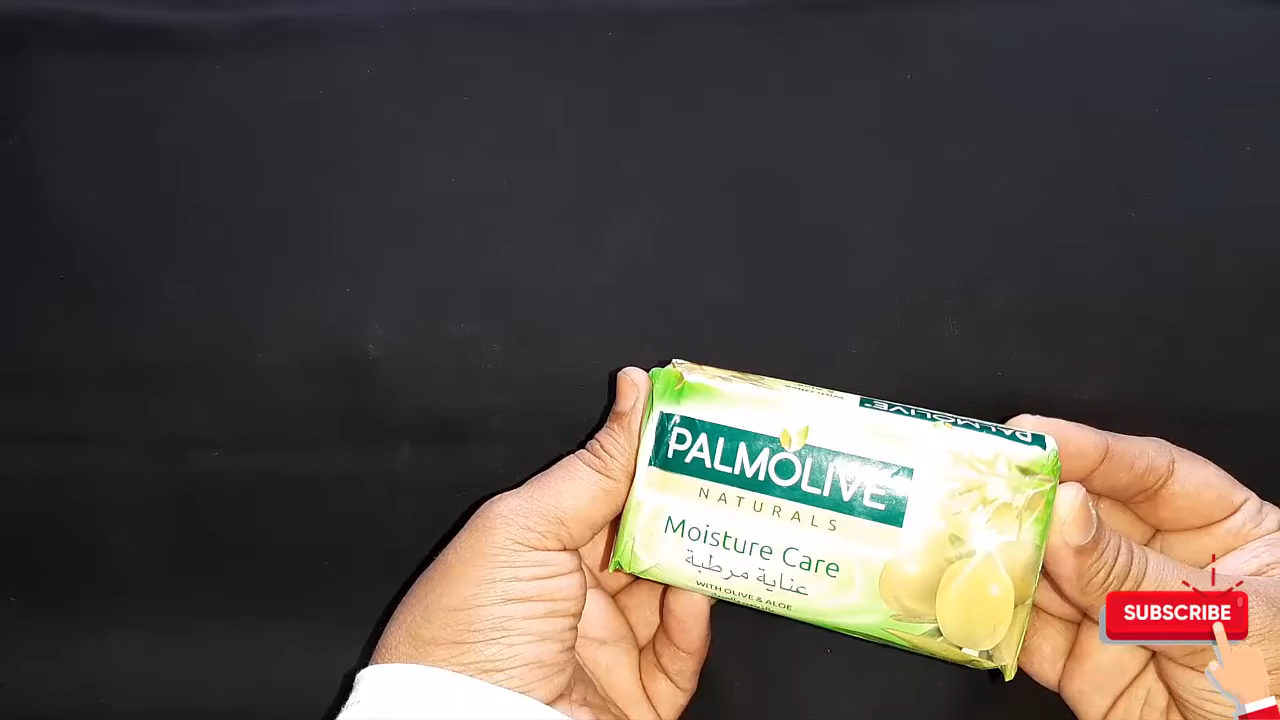 PALMOLIVE
PALMOLIVE
NATURALS
Moisture Care
عناية مرطبة
WITH OLIVE & ALOE
SUBSCRIBE